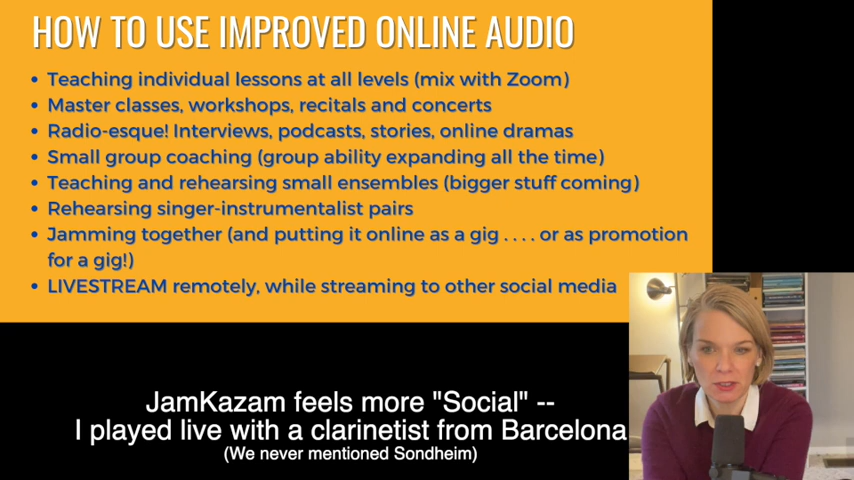 HOW TO USE IMPROVED ONLINE AUDIO
• Teaching individual lessons at all levels (mix with Zoom)
• Master classes, workshops, recitals and concerts
• Radio-esque! Interviews, podcasts, stories, online dramas
• Small group coaching (group ability expanding all the time)
• Teaching and rehearsing small ensembles (bigger stuff coming)
• Rehearsing singer-instrumentalist pairs
• Jamming together (and putting it online as a gig . . . . or as promotion
for a gig!)
• LIVESTREAM remotely, while streaming to other social media
JamKazam feels more "Social" --
I played live with a clarinetist from Barcelona
(We never mentioned Sondheim)